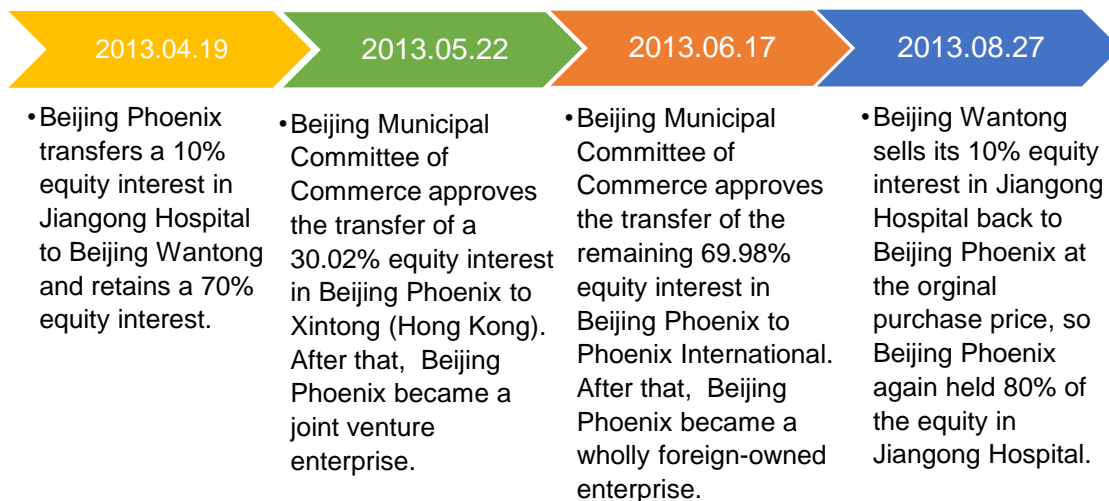 2013.04.19
•Beijing Phoenix
transfers a 10%
equity interest in
Jiangong Hospital
to Beijing Wantong
and retains a 70%
equity interest.
2013.05.22
•Beijing Municipal
Committee of
Commerce approves
the transfer of a
30.02% equity interest
in Beijing Phoenix to
Xintong (Hong Kong).
After that, Beijing
Phoenix became a
joint venture
enterprise.
2013.06.17
•Beijing Municipal
Committee of
Commerce approves
the transfer of the
remaining 69.98%
equity interest in
Beijing Phoenix to
Phoenix International.
After that, Beijing
Phoenix became a
wholly foreign-owned
enterprise.
2013.08.27
•Beijing Wantong
sells its 10% equity
interest in Jiangong
Hospital back to
Beijing Phoenix at
the orginal
purchase price, so
Beijing Phoenix
again held 80% of
the equity in
Jiangong Hospital.